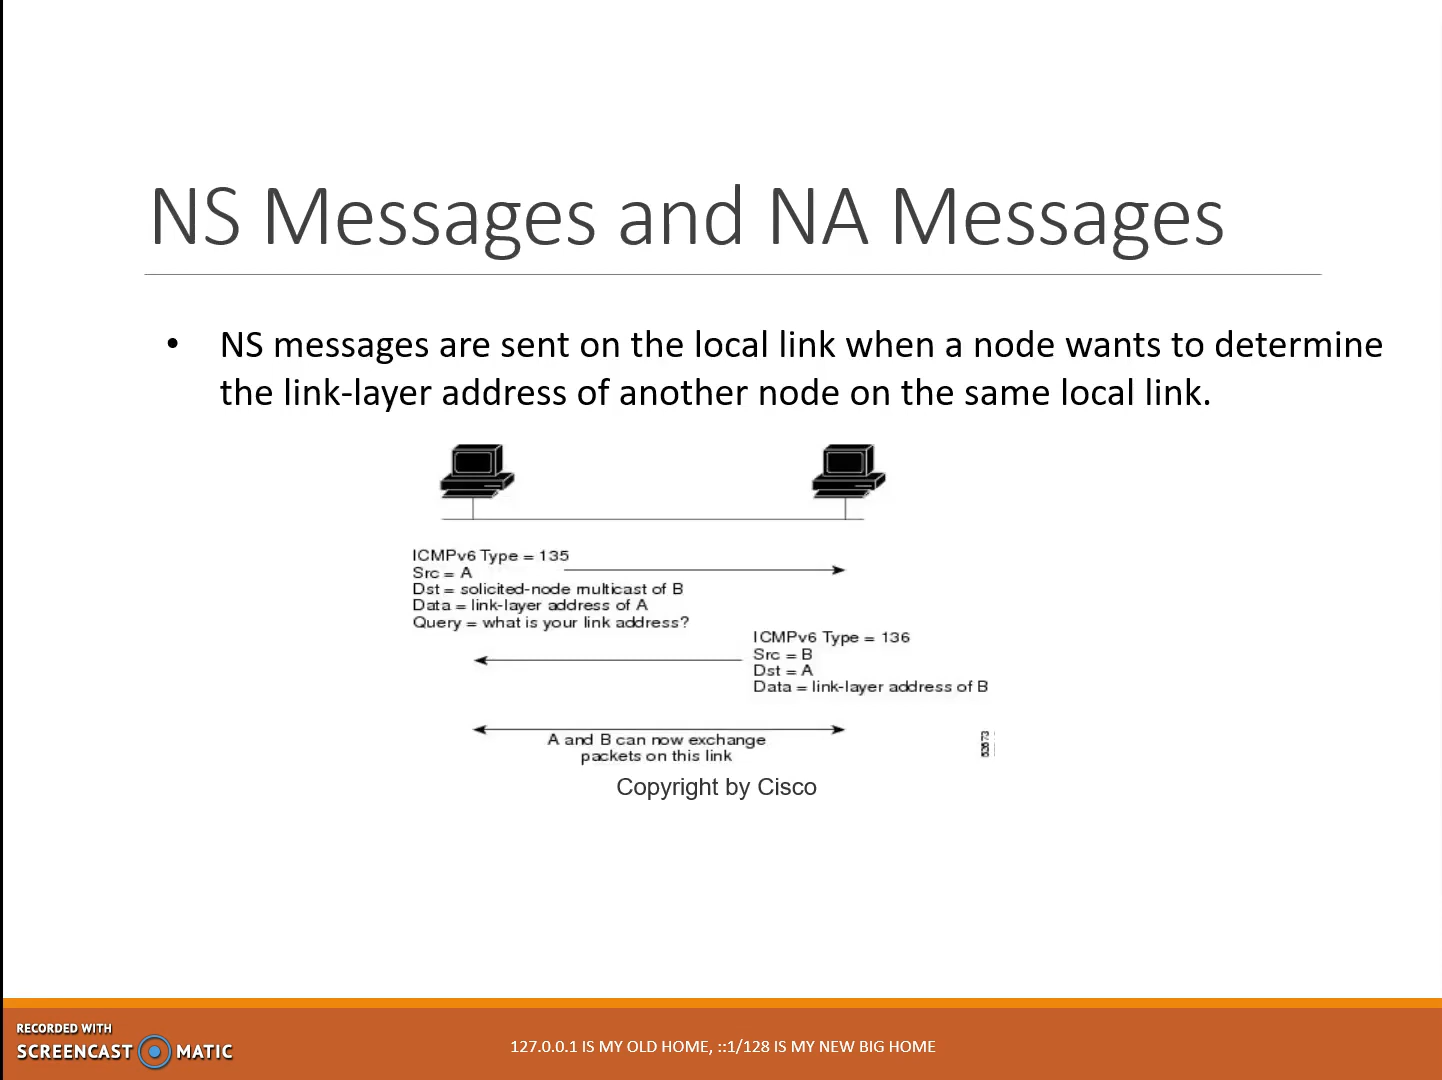 NS Messages and NA Messages
• NS messages are sent on the local link when a node wants to determine
the link-layer address of another node on the same local link.
ICMPv6 Type = 135
Src = A
Dst = solicited-node multicast of B
Data = link-layer address of A
Query = what is your link address?
ICMPv6 Type = 136
Src = B
Dst = A
Data = link-layer address of B
A and B can now exchange
packets on this link
Copyright by Cisco
RECORDED WITH
SCREENCAST MATIC
127.0.0.1 IS MY OLD HOME, ::1/128 IS MY NEW BIG HOME